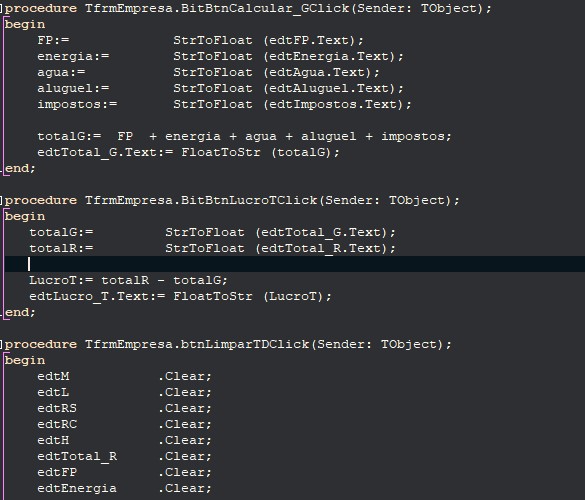 procedure TfrmEmpresa.BitBtnCalcular_GClick(Sender: TObject);
begin
FP:= StrToFloat (edtFP.Text);
energia:= StrToFloat (edtEnergia.Text);
agua:= StrToFloat (edtAgua.Text);
aluguel:= StrToFloat (edtAluguel.Text);
impostos:= StrToFloat (edtImpostos.Text);
totalG:= FP + energia + agua + aluguel + impostos;
edtTotal_G.Text:= FloatToStr (totalG);
end;
procedure TfrmEmpresa.BitBtnLucroTClick(Sender: TObject);
begin
totalG:= StrToFloat (edtTotal_G.Text);
totalR:= StrToFloat (edtTotal_R.Text);
LucroT:= totalR - totalG;
edtLucro_T.Text:= FloatToStr (LucroT);
end;
procedure TfrmEmpresa.btnLimparTDClick(Sender: TObject);
begin
edtM .Clear;
edtL .Clear;
edtRS .Clear;
edtRC .Clear;
edtH .Clear;
edtTotal_R .Clear;
edtFP .Clear;
edtEnergia .Clear;